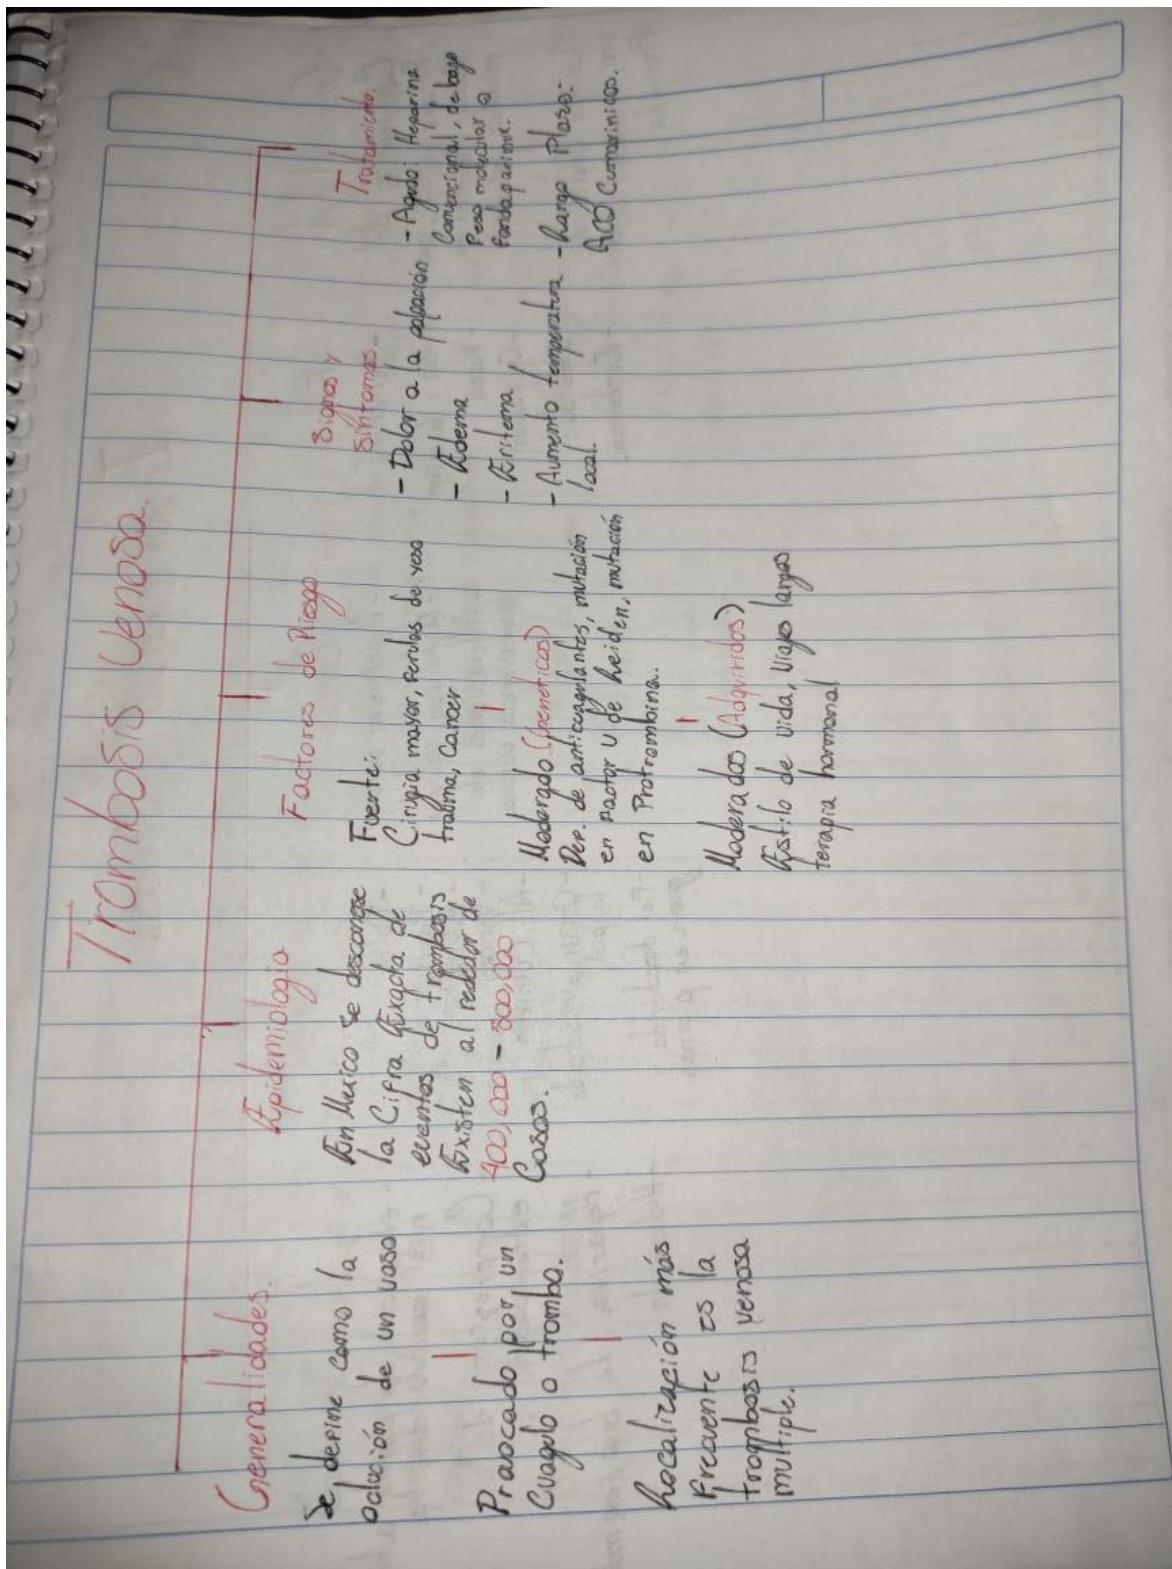 Trombosis Venosa.
Generalidades.
Se define como la
oclución de un vaso
Provocado por un
Cuagulo o trombo.
Localización más
Frecuente es la
trombosis venosa
multiple.
Epidemiologia
En Mexico se desconoce
la Cifra Exacta de
eventos de trombosis
Existen al rededor de
400,000 - 500,000
Casos.
Factores de Riesgo
Fuerte:
Cirugia mayor, Ferulas de yeso
trauma, Cancer
Moderado (geneticos)
Def. de anticuagulantes, mutación
en Factor V de Leiden, mutación
en Protrombina.
Moderados (Adquiridos)
Estilo de vida, Viajes largos
terapia hormonal
Signos y
Sintomas.
- Dolor a la palpación
- Edema
- Eritema
- Aumento temperatura
local.
Tratamiento.
- Agudo: Heparina
Convencional, de bajo
Peso molecular o
Fondaparinux.
- Largo Plazo:
ACO Cumarinicos.